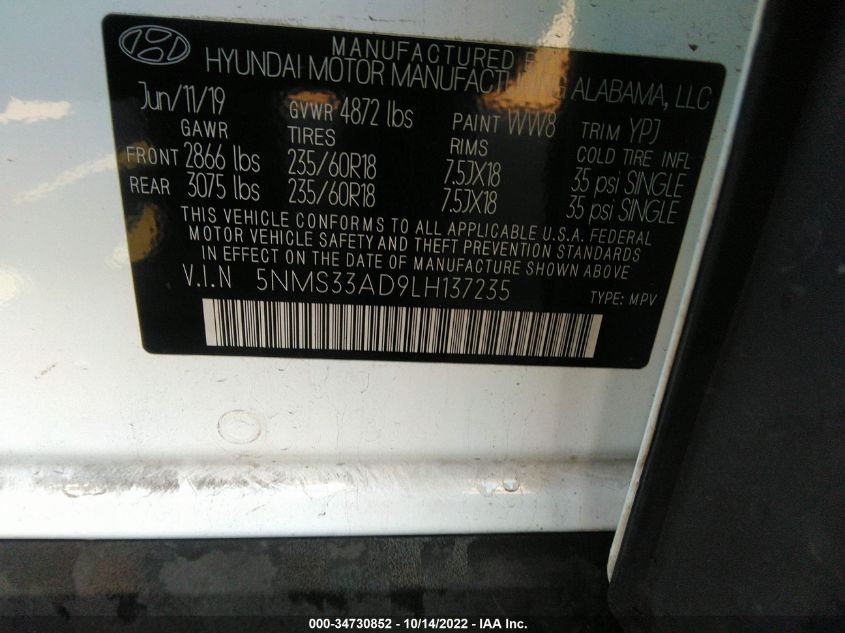 MANUFACTURED
HYUNDAI MOTOR MANUFACTURING ALABAMA, LLC
Jun/11/19 GVWR 4872 lbs PAINT WW8 TRIM YPJ
GAWR TIRES RIMS COLD TIRE INFL
FRONT 2866 lbs 235/60R18 7.5JX18 35 psi SINGLE
REAR 3075 lbs 235/60R18 7.5JX18 35 psi SINGLE
THIS VEHICLE CONFORMS TO ALL APPLICABLE U.S.A. FEDERAL
MOTOR VEHICLE SAFETY AND THEFT PREVENTION STANDARDS
IN EFFECT ON THE DATE OF MANUFACTURE SHOWN ABOVE
V.I.N 5NMS33AD9LH137235 TYPE: MPV
000-34730852 - 10/14/2022 - IAA Inc.